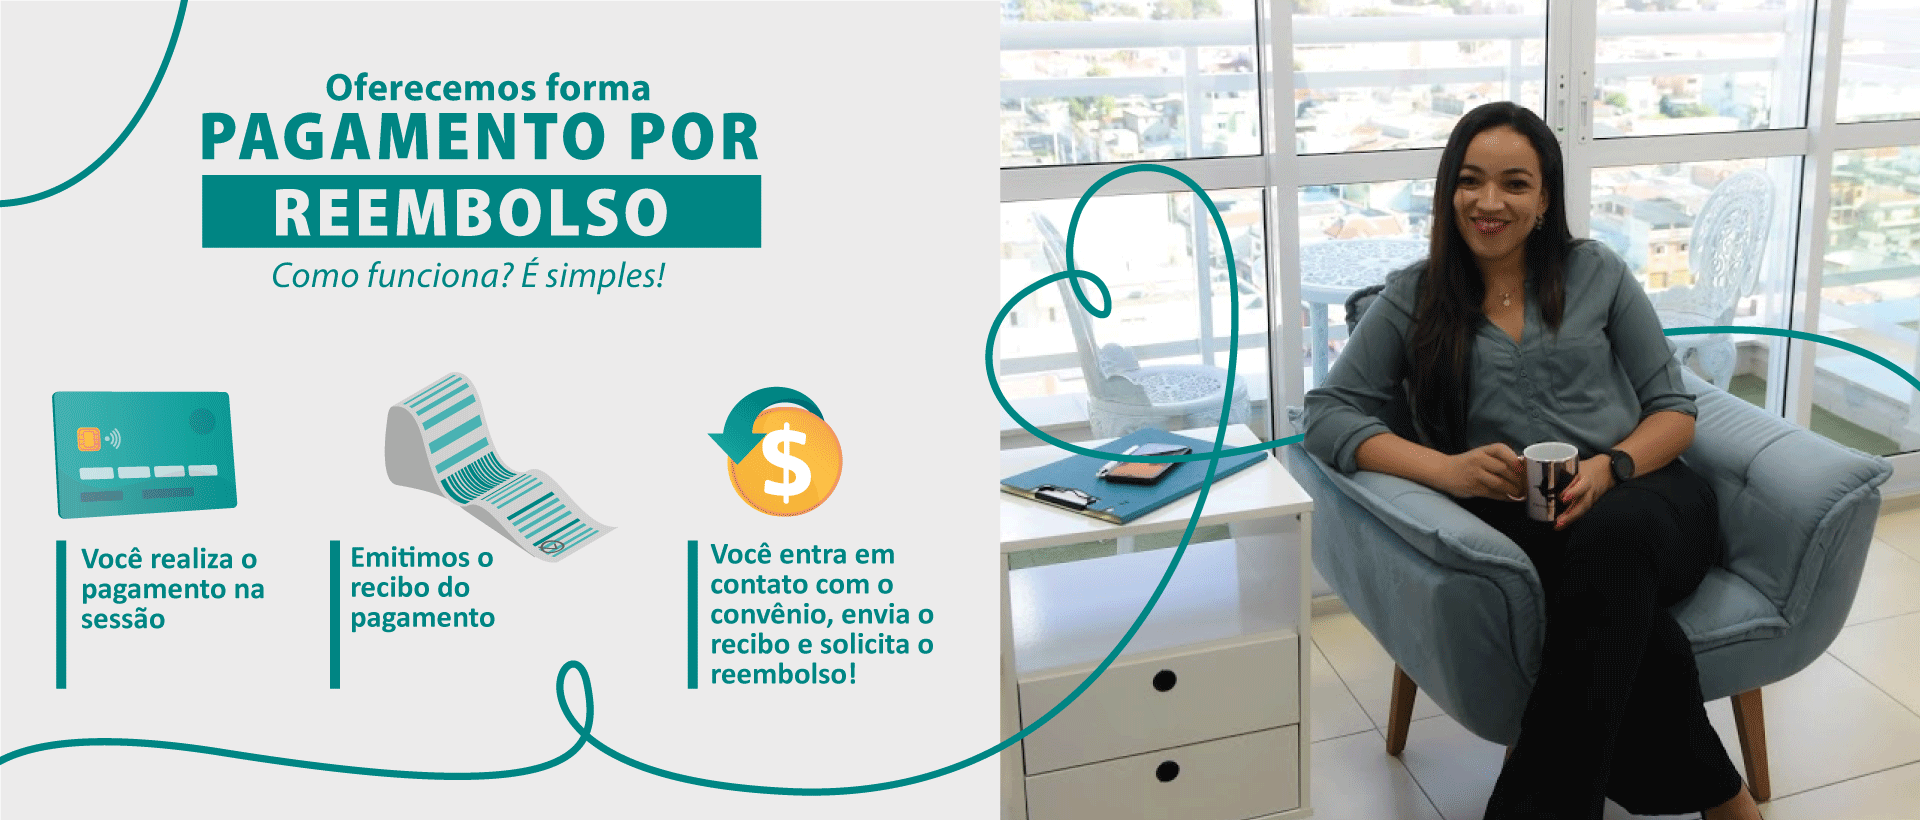 Oferecemos forma
PAGAMENTO POR
REEMBOLSO
Como funciona? É simples!
$
Você realiza o
pagamento na
sessão
Emitimos o
recibo do
pagamento
Você entra em
contato com o
convênio, envia o
recibo e solicita o
reembolso!